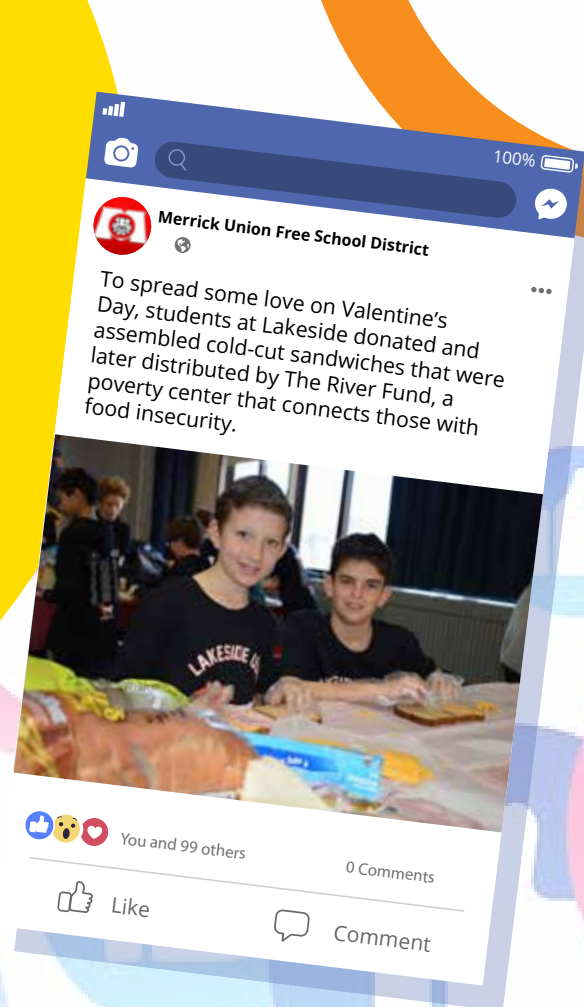 100%
Merrick Union Free School District
To spread some love on Valentine’s
Day, students at Lakeside donated and
assembled cold-cut sandwiches that were
later distributed by The River Fund, a
poverty center that connects those with
food insecurity.
LAKESIDE
You and 99 others
0 Comments
Like
Comment